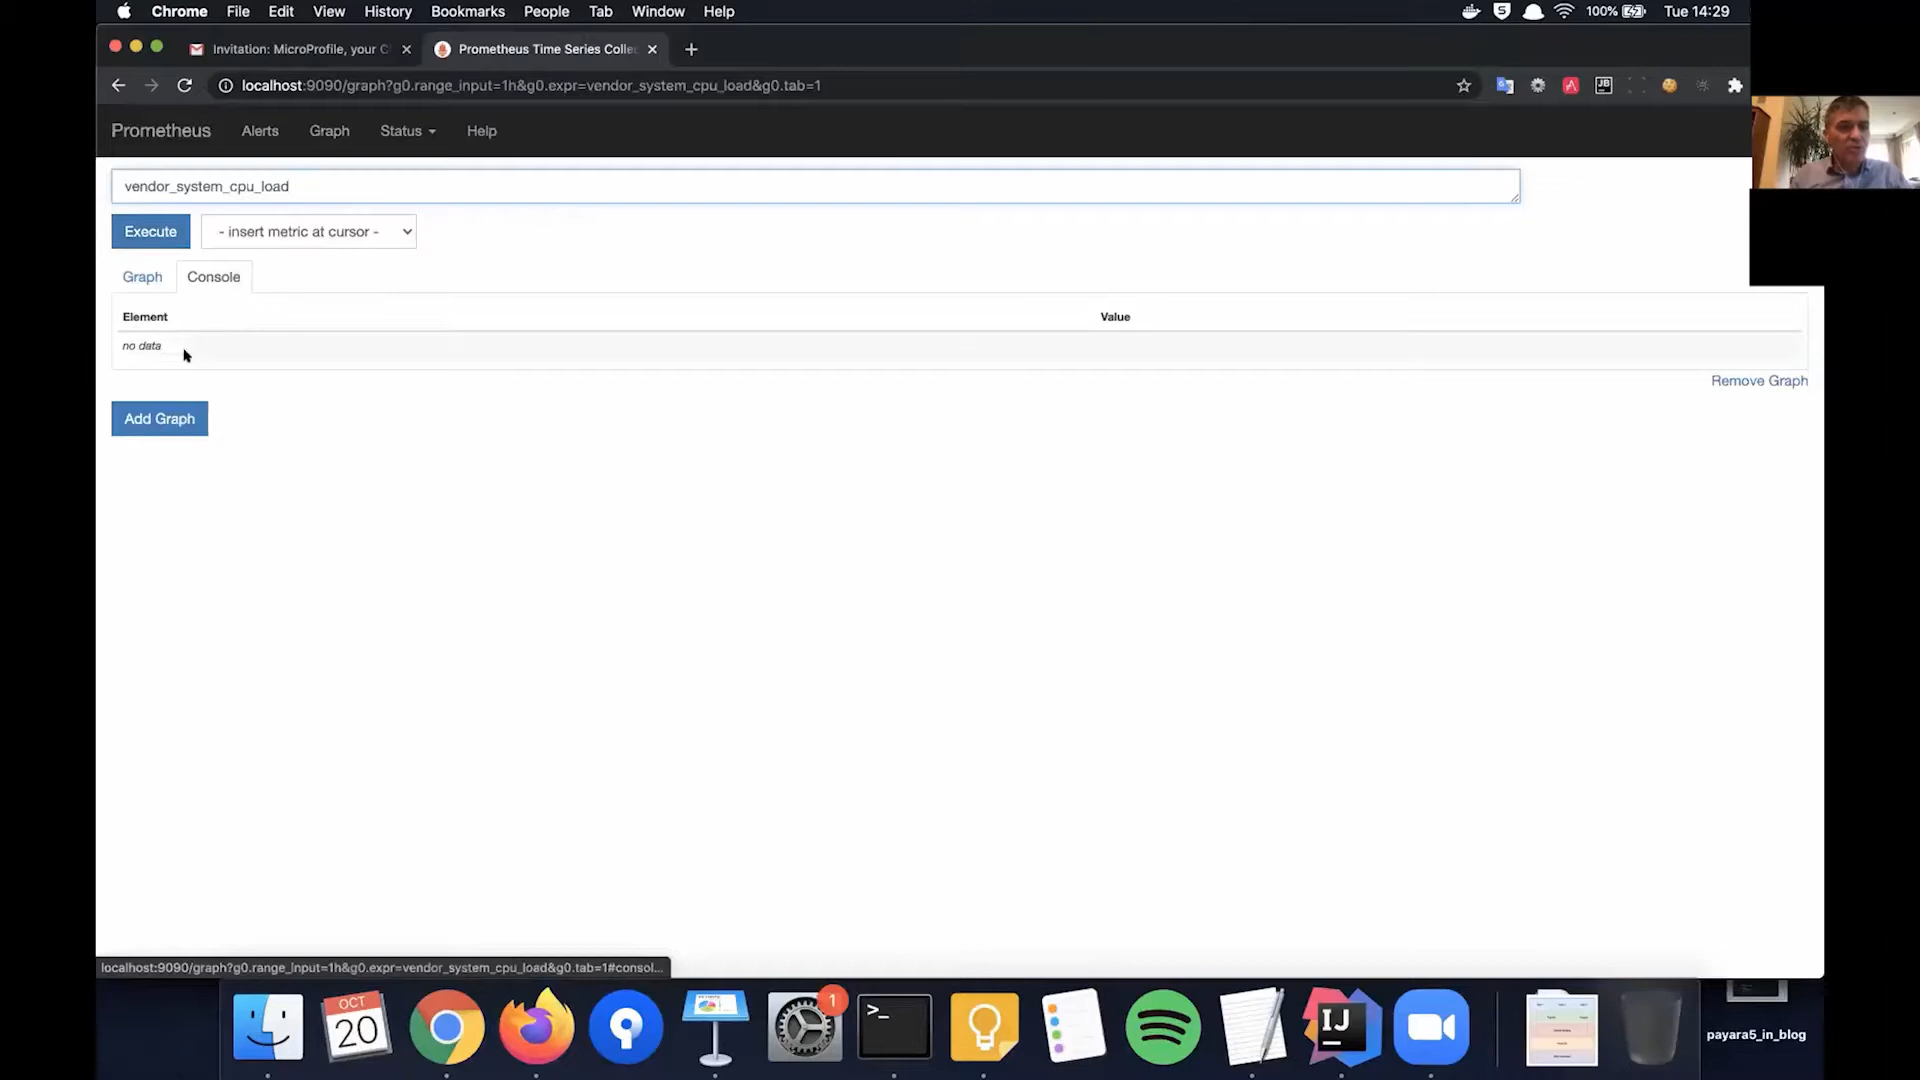 Chrome File Edit View History Bookmarks People Tab Window Help 100% Tue 14:29
Invitation: MicroProfile, your C
Prometheus Time Series Colle
localhost:9090/graph?g0.range_input=1h&g0.expr=vendor_system_cpu_load&g0.tab=1
JB
Prometheus Alerts Graph Status Help
vendor_system_cpu_load
Execute - insert metric at cursor -
Graph Console
Element Value
no data
Remove Graph
Add Graph
localhost:9090/graph?g0.range_input=1h&g0.expr=vendor_system_cpu_load&g0.tab=1#consol...
OCT
20
1
>_
IJ
payara5_in_blog